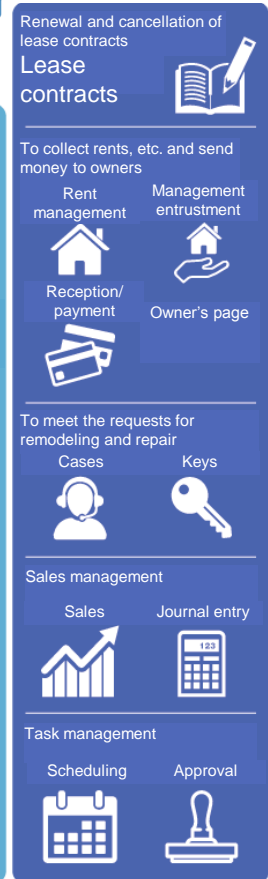 Renewal and cancellation of
lease contracts
Lease
contracts
To collect rents, etc. and send
money to owners
Rent
management
Management
entrustment
Reception/
payment
Owner's page
To meet the requests for
remodeling and repair
Cases
Keys
Sales management
Sales
Journal entry
123
Task management
Scheduling
Approval